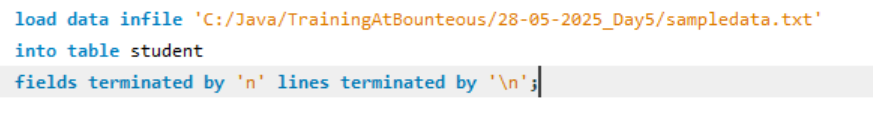 load data infile 'C:/Java/TrainingAtBounteous/28-05-2025_Day5/sampledata.txt'
into table student
fields terminated by 'n' lines terminated by '\n';